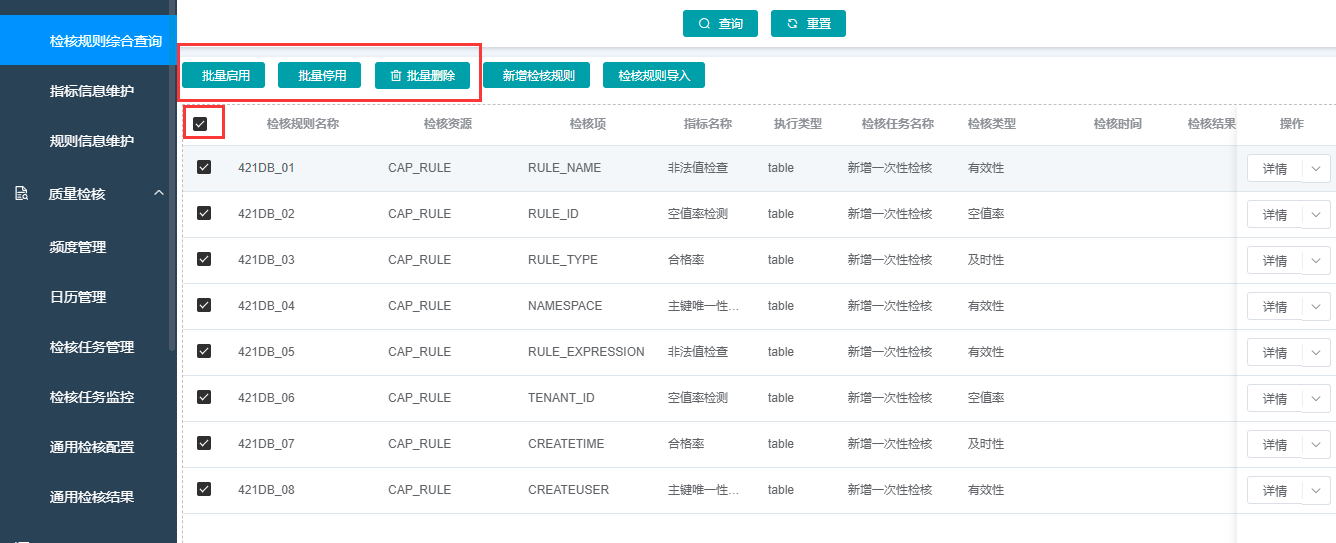 检核规则综合查询
指标信息维护
规则信息维护
质量检核
频度管理
日历管理
检核任务管理
检核任务监控
通用检核配置
通用检核结果
查询 重置
批量启用 批量停用 批量删除 新增检核规则 检核规则导入
检核规则名称 检核资源 检核项 指标名称 执行类型 检核任务名称 检核类型 检核时间 检核结果 操作
421DB_01 CAP_RULE RULE_NAME 非法值检查 table 新增一次性检核 有效性 详情
421DB_02 CAP_RULE RULE_ID 空值率检测 table 新增一次性检核 空值率 详情
421DB_03 CAP_RULE RULE_TYPE 合格率 table 新增一次性检核 及时性 详情
421DB_04 CAP_RULE NAMESPACE 主键唯一性... table 新增一次性检核 有效性 详情
421DB_05 CAP_RULE RULE_EXPRESSION 非法值检查 table 新增一次性检核 有效性 详情
421DB_06 CAP_RULE TENANT_ID 空值率检测 table 新增一次性检核 空值率 详情
421DB_07 CAP_RULE CREATETIME 合格率 table 新增一次性检核 及时性 详情
421DB_08 CAP_RULE CREATEUSER 主键唯一性... table 新增一次性检核 有效性 详情